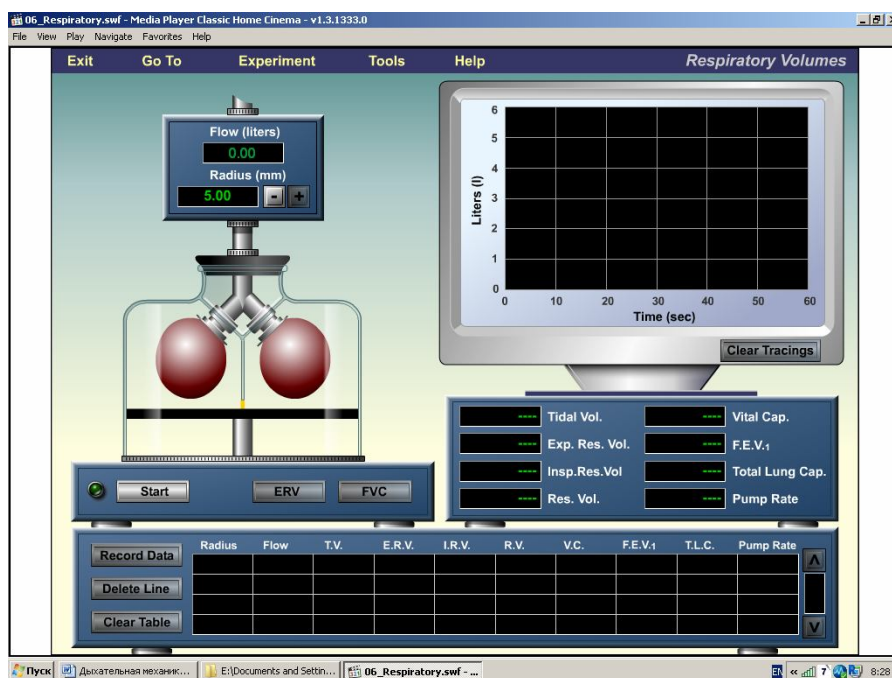 06_Respiratory.swf - Media Player Classic Home Cinema - v1.3.1333.0
File View Play Navigate Favorites Help
Exit Go To Experiment Tools Help Respiratory Volumes
Flow (liters)
0.00
Radius (mm)
5.00 - +
6
5
4
3
2
1
0
Liters (l)
0 10 20 30 40 50 60
Time (sec)
Clear Tracings
---- Tidal Vol. ---- Vital Cap.
---- Exp. Res. Vol. ---- F.E.V.₁
---- Insp.Res.Vol ---- Total Lung Cap.
---- Res. Vol. ---- Pump Rate
Start ERV FVC
Radius Flow T.V. E.R.V. I.R.V. R.V. V.C. F.E.V.₁ T.L.C. Pump Rate
Record Data
Delete Line
Clear Table
Пуск Дыхательная механик... E:\Documents and Settin... 06_Respiratory.swf - ... EN « 7 8:28